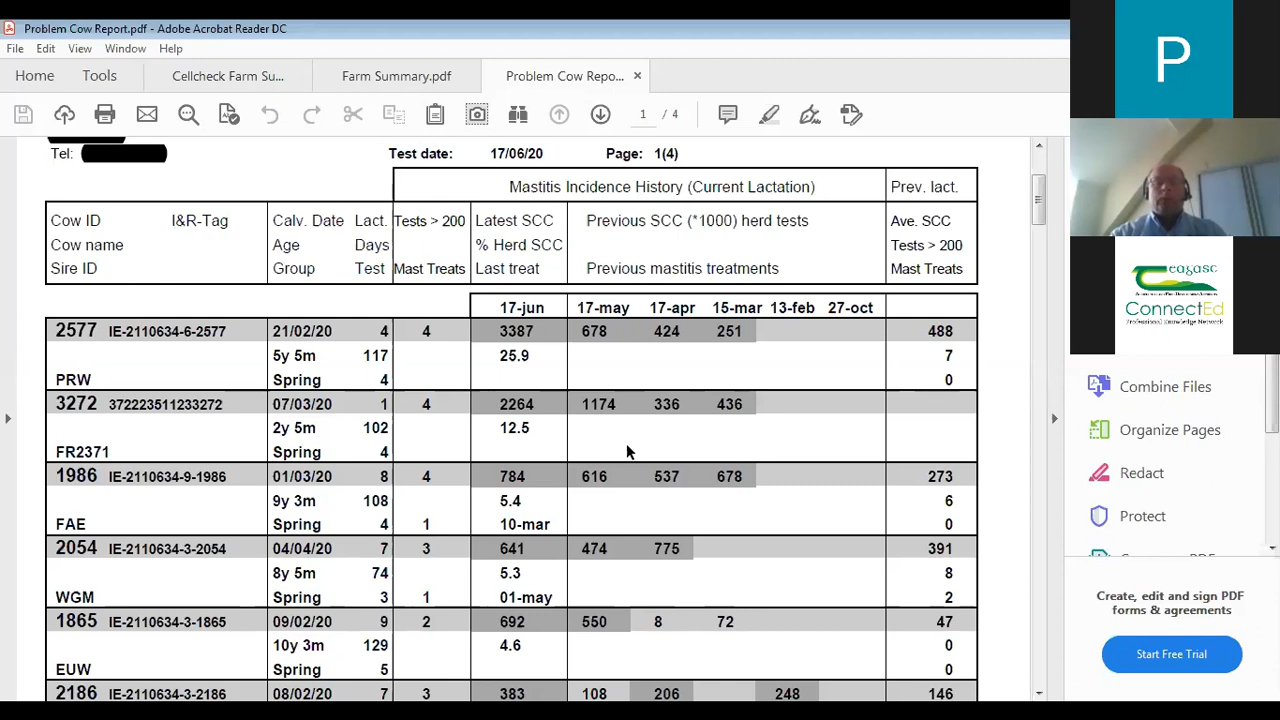 Problem Cow Report.pdf - Adobe Acrobat Reader DC
File Edit View Window Help
Home Tools Cellcheck Farm Su... Farm Summary.pdf Problem Cow Repo... ×
1 / 4
Tel: Test date: 17/06/20 Page: 1(4)
Mastitis Incidence History (Current Lactation) Prev. lact.
Cow ID I&R-Tag Calv. Date Lact. Tests > 200 Latest SCC Previous SCC (*1000) herd tests Ave. SCC
Cow name Age Days % Herd SCC Tests > 200
Sire ID Group Test Mast Treats Last treat Previous mastitis treatments Mast Treats
17-jun 17-may 17-apr 15-mar 13-feb 27-oct
2577 IE-2110634-6-2577 21/02/20 4 4 3387 678 424 251 488
5y 5m 117 25.9 7
PRW Spring 4 0
3272 372223511233272 07/03/20 1 4 2264 1174 336 436
2y 5m 102 12.5
FR2371 Spring 4
1986 IE-2110634-9-1986 01/03/20 8 4 784 616 537 678 273
9y 3m 108 5.4 6
FAE Spring 4 1 10-mar 0
2054 IE-2110634-3-2054 04/04/20 7 3 641 474 775 391
8y 5m 74 5.3 8
WGM Spring 3 1 01-may 2
1865 IE-2110634-3-1865 09/02/20 9 2 692 550 8 72 47
10y 3m 129 4.6 0
EUW Spring 5 0
2186 IE-2110634-3-2186 08/02/20 7 3 383 108 206 248 146
P
teagasc
ConnectEd
Professional Knowledge Network
Combine Files
Organize Pages
Redact
Protect
Create, edit and sign PDF
forms & agreements
Start Free Trial